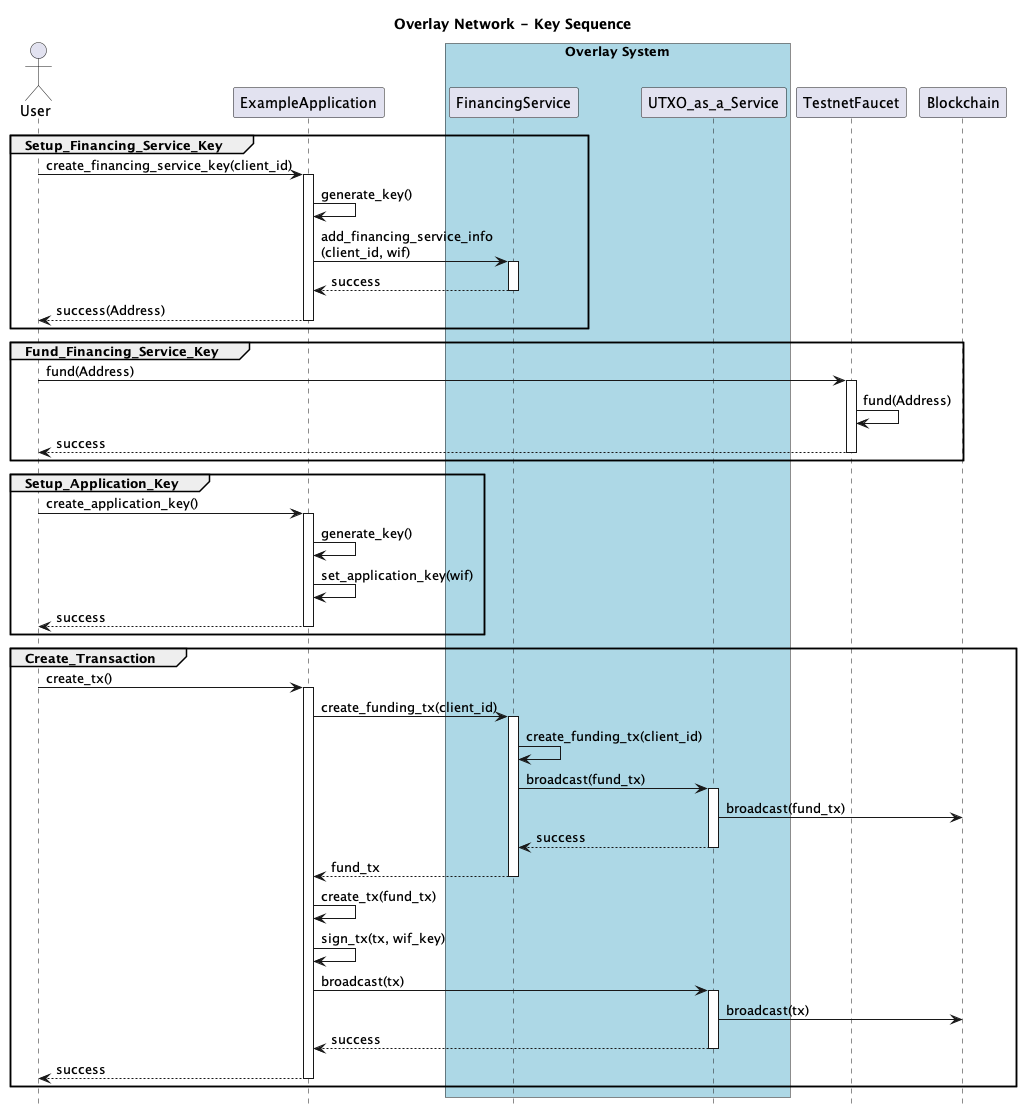 Overlay Network - Key Sequence
Overlay System
User
ExampleApplication
FinancingService
UTXO_as_a_Service
TestnetFaucet
Blockchain
Setup_Financing_Service_Key
create_financing_service_key(client_id)
generate_key()
add_financing_service_info
(client_id, wif)
success
success(Address)
Fund_Financing_Service_Key
fund(Address)
fund(Address)
success
Setup_Application_Key
create_application_key()
generate_key()
set_application_key(wif)
success
Create_Transaction
create_tx()
create_funding_tx(client_id)
create_funding_tx(client_id)
broadcast(fund_tx)
broadcast(fund_tx)
success
fund_tx
create_tx(fund_tx)
sign_tx(tx, wif_key)
broadcast(tx)
broadcast(tx)
success
success